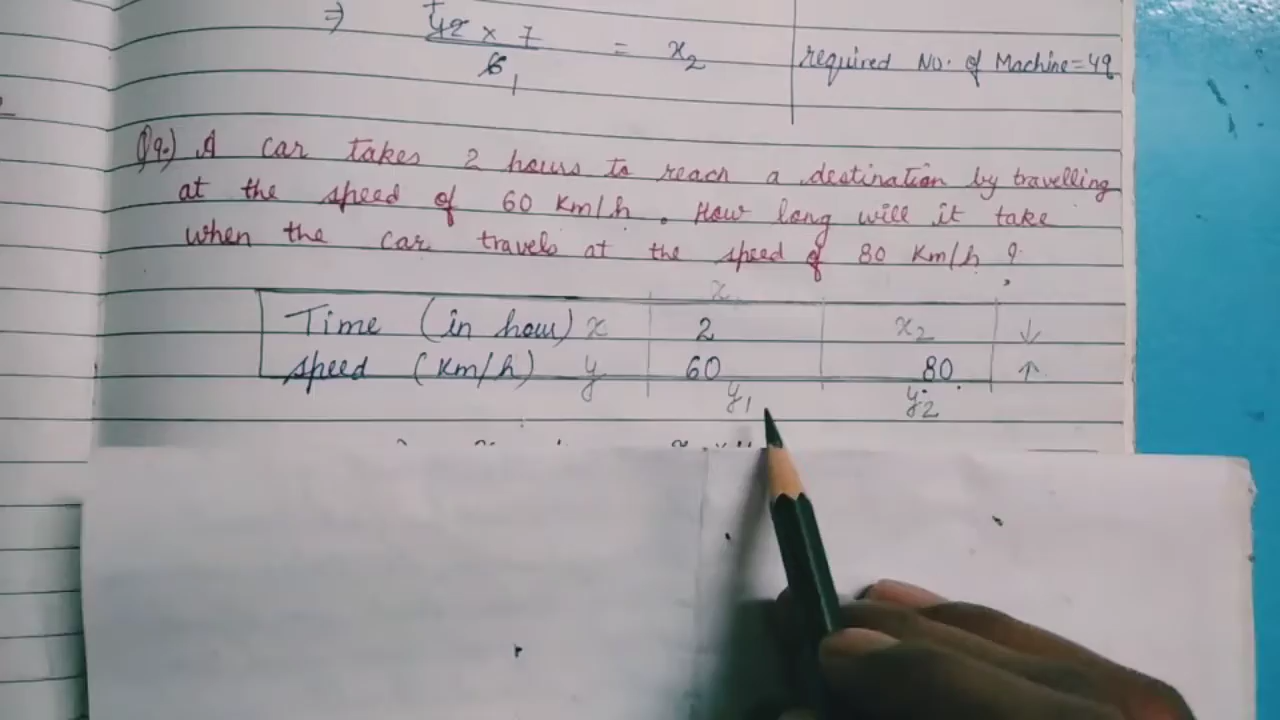 ⇒ 42 × 7 / 6 1 = x₂
required No. of Machine = 49
Q9.) A car takes 2 hours to reach a destination by travelling
at the speed of 60 Km/h. How long will it take
when the car travels at the speed of 80 Km/h ?
x
Time (in hour) x 2 x₂ ↓
speed (Km/h) y 60 80 ↑
y₁ y₂